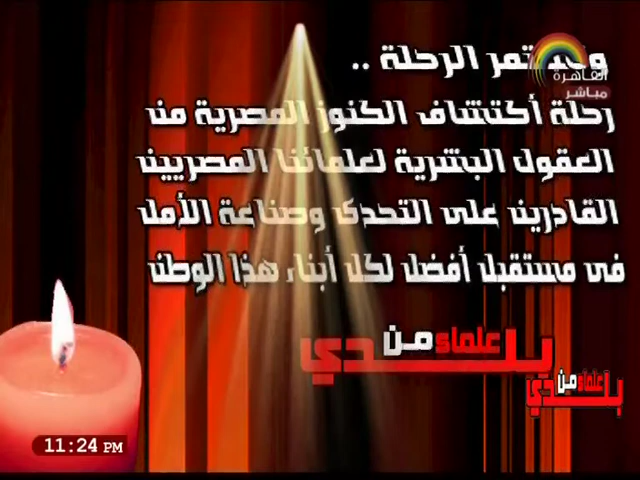 وتستمر الرحلة ..
القاهرة
مباشر
رحلة أكتشاف الكنوز المصرية من
العقول البشرية لعلمائنا المصريين
القادرين على التحدى وصناعة الأمل
فى مستقبل أفضل لكل أبناء هذا الوطن
علماء من
بلدي
علماء من
بلدي
11:24 PM